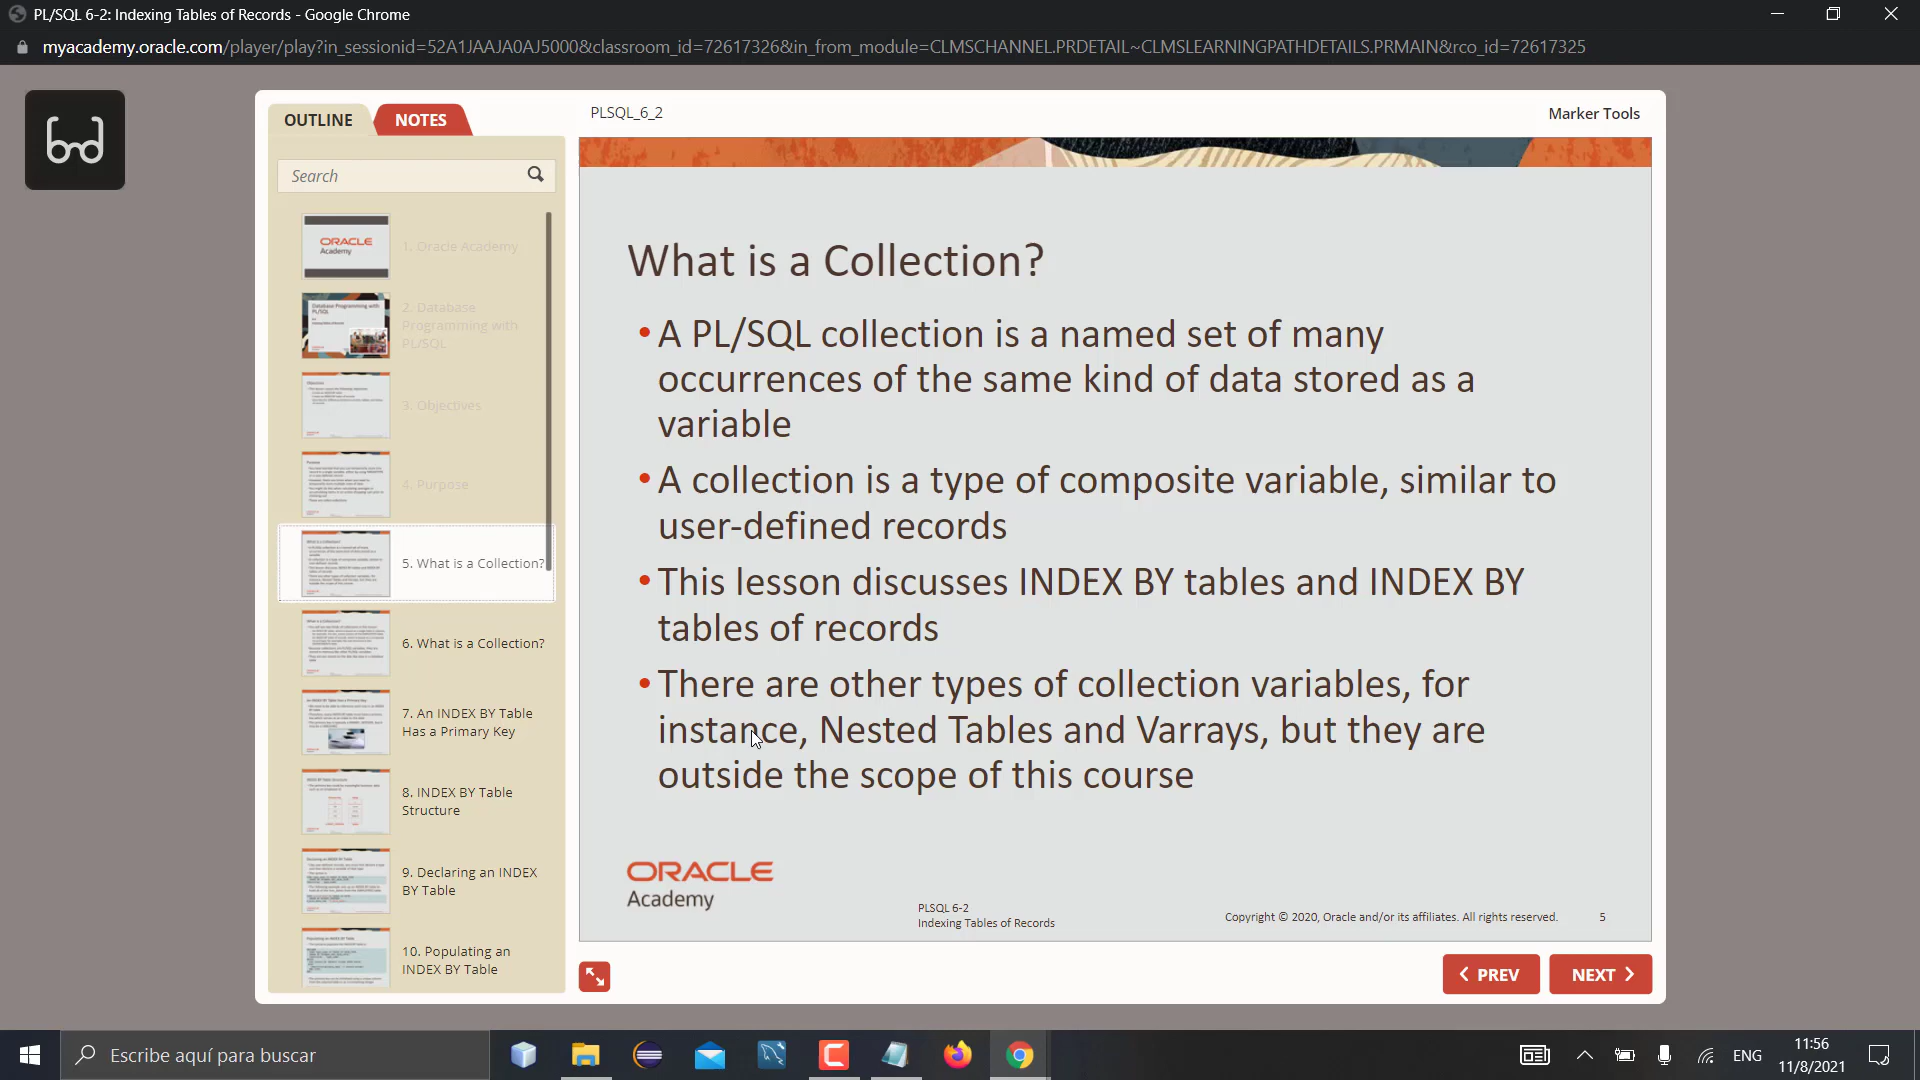 PL/SQL 6-2: Indexing Tables of Records - Google Chrome
myacademy.oracle.com/player/play?in_sessionid=52A1JAAJA0AJ5000&classroom_id=72617326&in_from_module=CLMSCHANNEL.PRDETAIL~CLMSLEARNINGPATHDETAILS.PRMAIN&rco_id=72617325
OUTLINE
NOTES
PLSQL_6_2
Marker Tools
Search
ORACLE
Academy
1. Oracle Academy
2. Database
Programming with
PL/SQL
3. Objectives
4. Purpose
5. What is a Collection?
6. What is a Collection?
7. An INDEX BY Table
Has a Primary Key
8. INDEX BY Table
Structure
9. Declaring an INDEX
BY Table
10. Populating an
INDEX BY Table
What is a Collection?
• A PL/SQL collection is a named set of many
occurrences of the same kind of data stored as a
variable
• A collection is a type of composite variable, similar to
user-defined records
• This lesson discusses INDEX BY tables and INDEX BY
tables of records
• There are other types of collection variables, for
instance, Nested Tables and Varrays, but they are
outside the scope of this course
ORACLE
Academy
PLSQL 6-2
Indexing Tables of Records
Copyright © 2020, Oracle and/or its affiliates. All rights reserved.
5
PREV
NEXT
Escribe aquí para buscar
ENG
11:56
11/8/2021